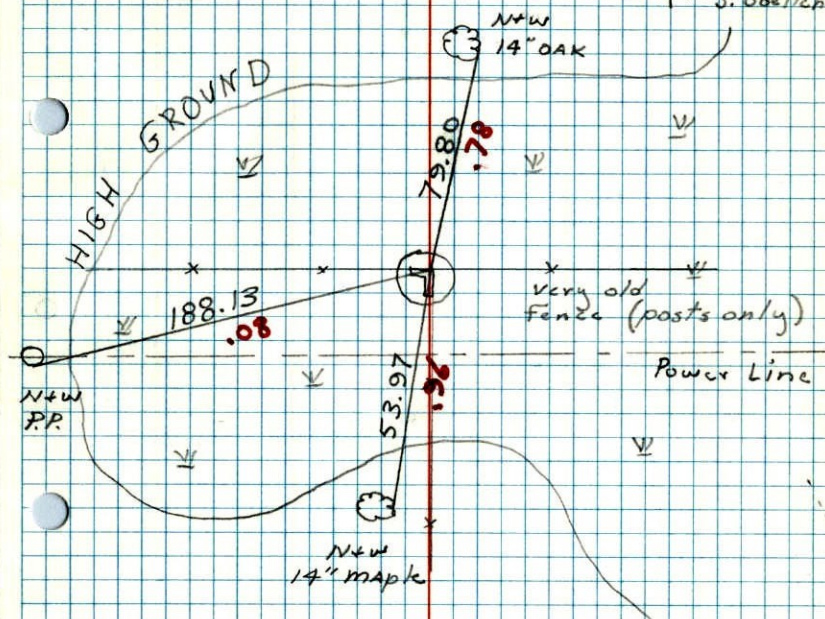 N+W
14" OAK
HIGH GROUND
79.80
.78
188.13
.08
very old
fence (posts only)
Power Line
N+W
P.P.
53.97
.96
N+W
14" maple